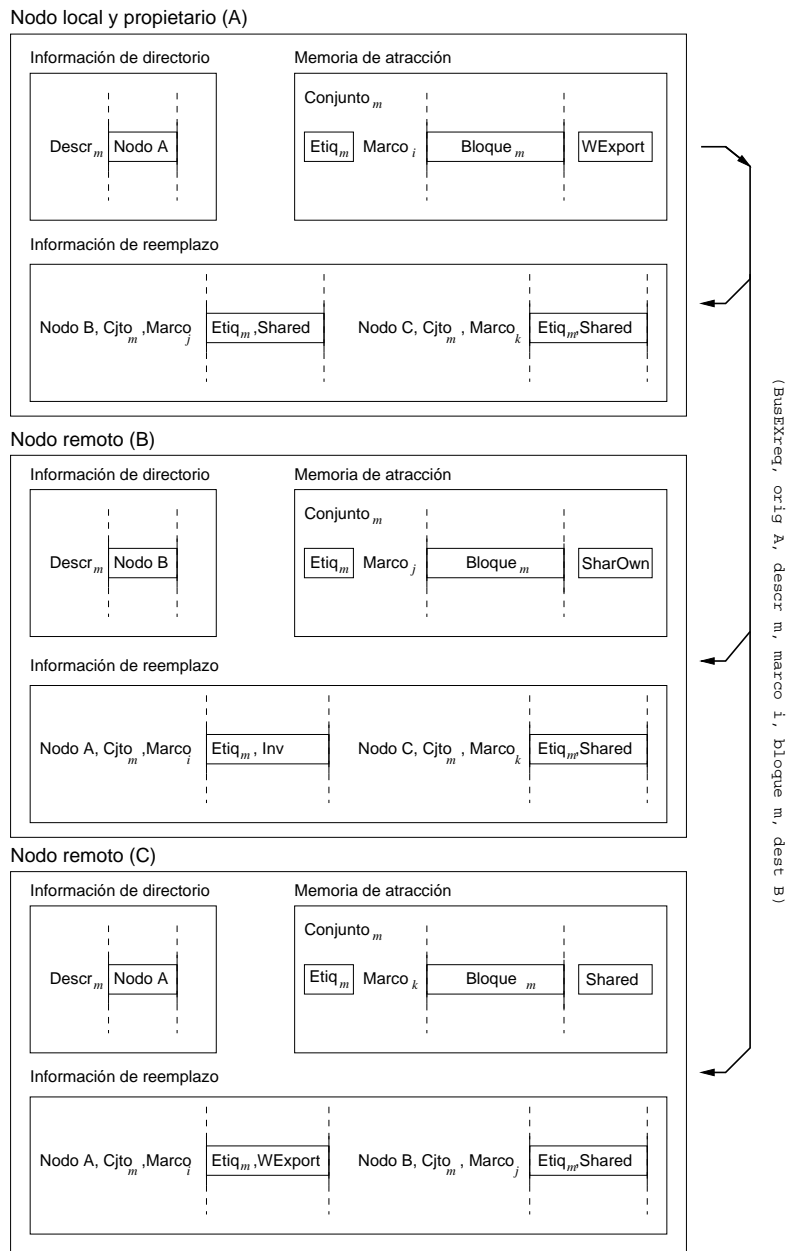 Nodo local y propietario (A)
Información de directorio
Memoria de atracción
Conjunto m
Descr m Nodo A
Etiq m Marco i Bloque m WExport
Información de reemplazo
Nodo B, Cjto m ,Marco j Etiq m ,Shared Nodo C, Cjto m , Marco k Etiq m,Shared
Nodo remoto (B)
Información de directorio
Memoria de atracción
Conjunto m
Descr m Nodo B
Etiq m Marco j Bloque m SharOwn
Información de reemplazo
Nodo A, Cjto m ,Marco i Etiq m , Inv Nodo C, Cjto m , Marco k Etiq m,Shared
Nodo remoto (C)
Información de directorio
Memoria de atracción
Conjunto m
Descr m Nodo A
Etiq m Marco k Bloque m Shared
Información de reemplazo
Nodo A, Cjto m ,Marco i Etiq m ,WExport Nodo B, Cjto m , Marco j Etiq m,Shared
(BusEXreq, orig A, descr m, marco i, bloque m, dest B)